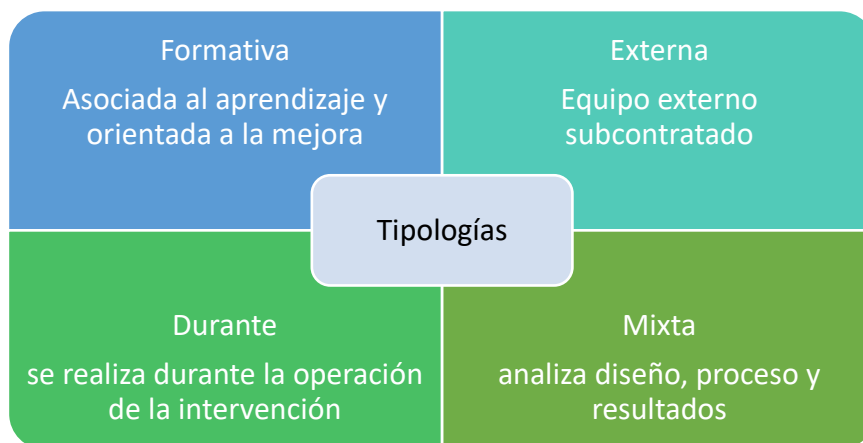 Formativa
Asociada al aprendizaje y
orientada a la mejora
Externa
Equipo externo
subcontratado
Tipologías
Durante
se realiza durante la operación
de la intervención
Mixta
analiza diseño, proceso y
resultados